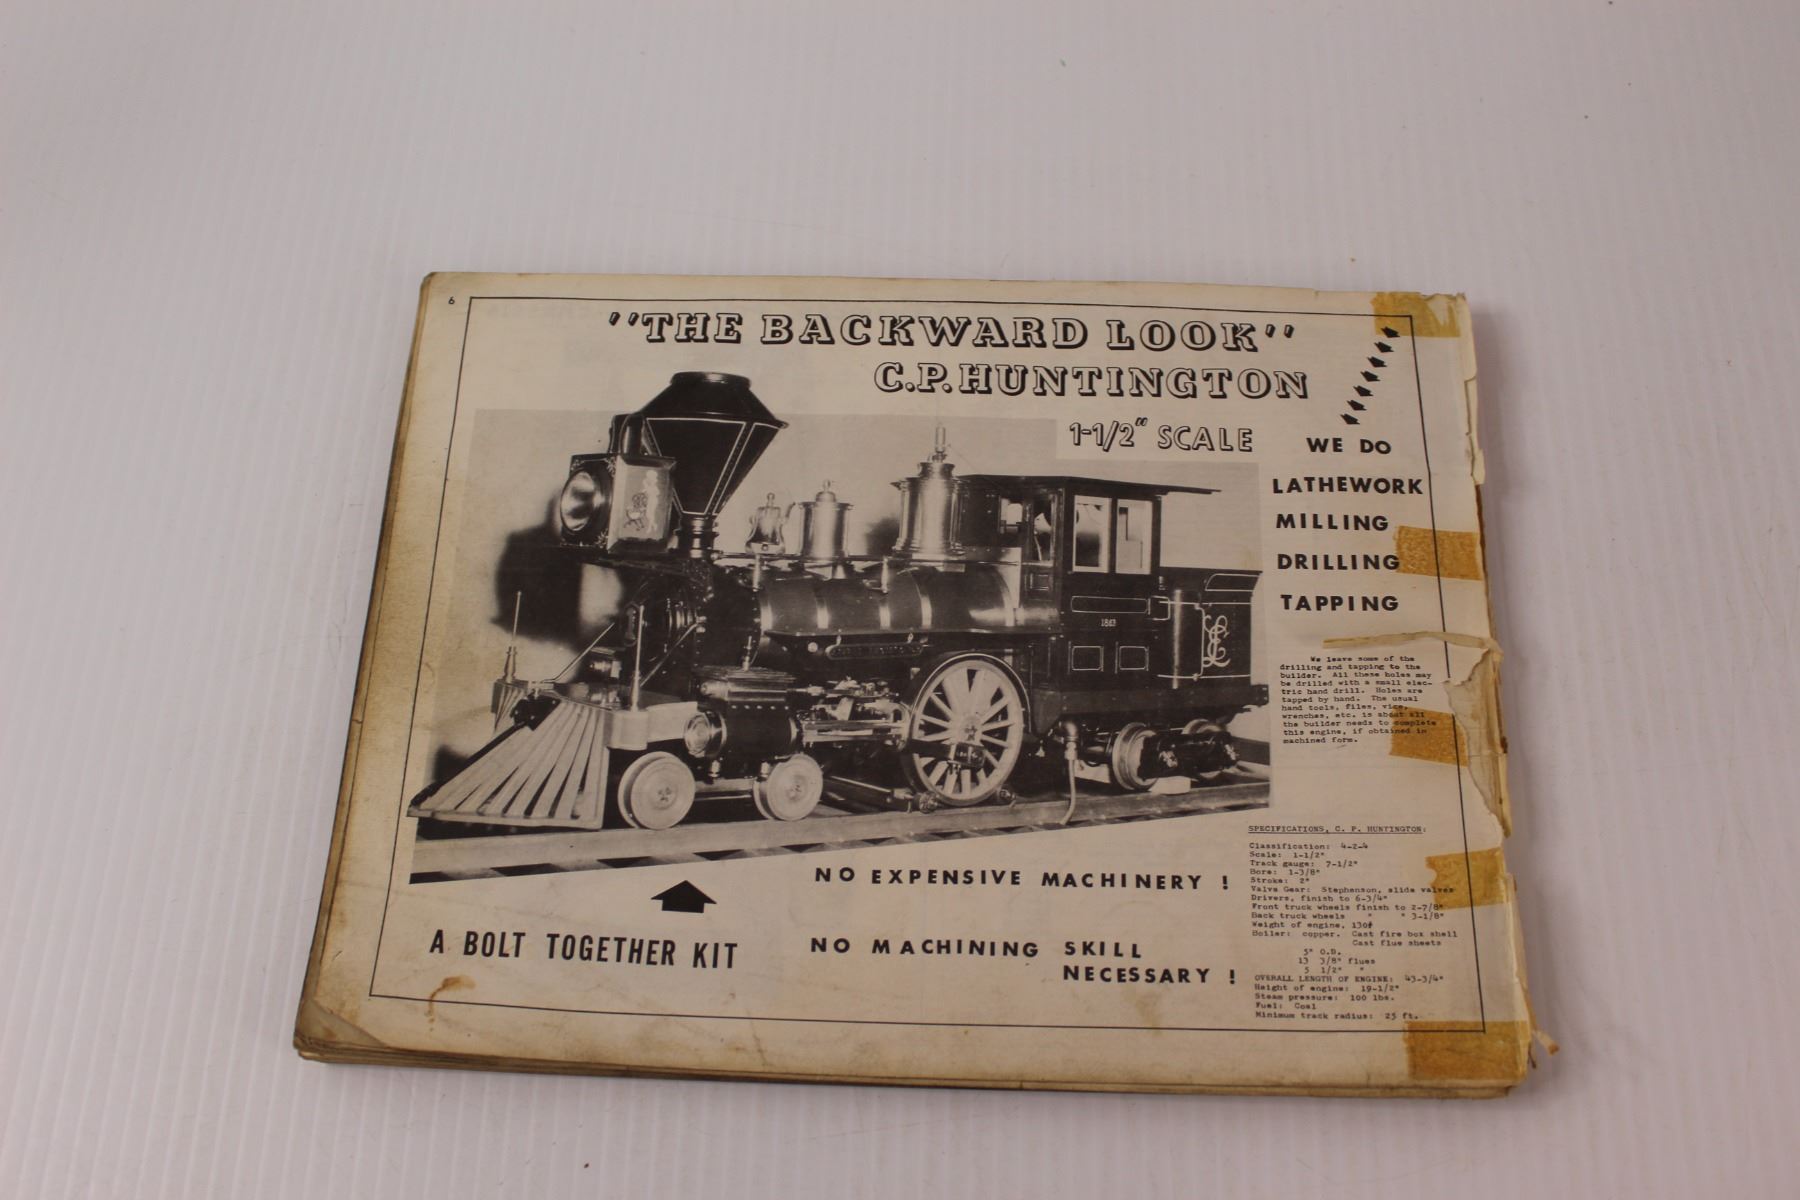 6
"THE BACKWARD LOOK"
C.P. HUNTINGTON
1-1/2" SCALE
WE DO
LATHEWORK
MILLING
DRILLING
TAPPING
We leave some of the
drilling and tapping to the
builder. All these holes may
be drilled with a small elec-
tric hand drill. Holes are
tapped by hand. The usual
hand tools, files, vice,
wrenches, etc. is about all
the builder needs to complete
this engine, if obtained in
machined form.
1863
NO EXPENSIVE MACHINERY !
A BOLT TOGETHER KIT
NO MACHINING SKILL
NECESSARY !
SPECIFICATIONS, C. P. HUNTINGTON:
Classification: 4-2-4
Scale: 1-1/2"
Track gauge: 7-1/2"
Bore: 1-3/8"
Stroke: 2"
Valve Gear: Stephenson, slide valves
Drivers, finish to 6-3/4"
Front truck wheels finish to 2-7/8"
Back truck wheels " " 3-1/8"
Weight of engine, 130#
Boiler: copper. Cast fire box shell
Cast flue sheets
5" O.D.
13 3/8" flues
5 1/2" "
OVERALL LENGTH OF ENGINE: 43-3/4"
Height of engine: 19-1/2"
Steam pressure: 100 lbs.
Fuel: Coal
Minimum track radius: 25 ft.